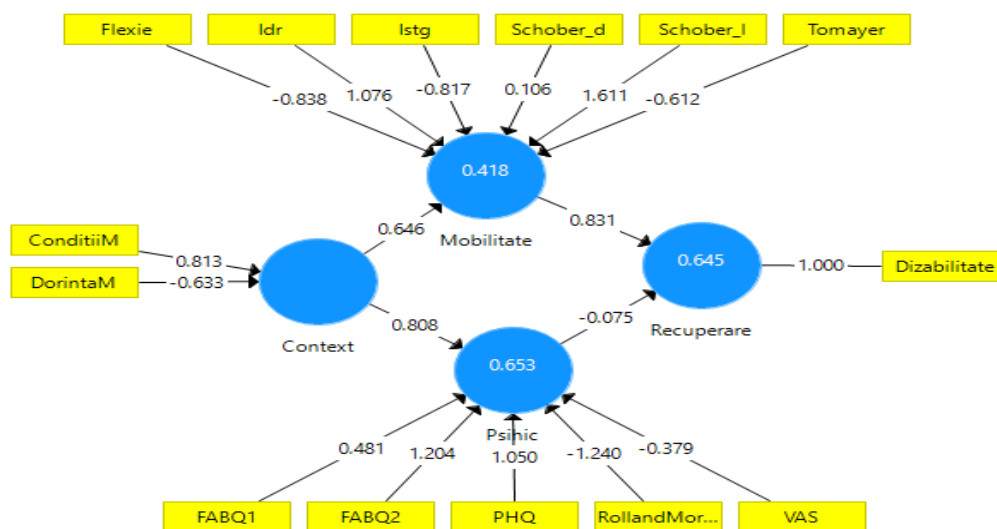 Flexie Idr Istg Schober_d Schober_l Tomayer
-0.838 1.076 -0.817 0.106 1.611 -0.612
0.418
Mobilitate
0.646 0.831
ConditiiM
0.813
DorintaM
-0.633
Context
0.645
Recuperare
1.000
Dizabilitate
0.808 -0.075
0.653
Psihic
0.481 1.204 1.050 -1.240 -0.379
FABQ1 FABQ2 PHQ RollandMor... VAS